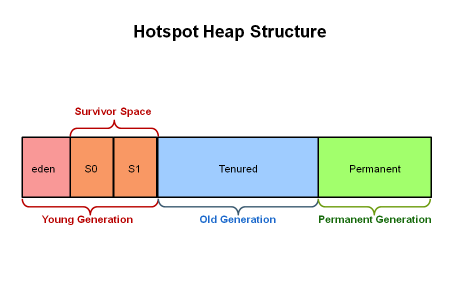 Hotspot Heap Structure
Survivor Space
eden S0 S1 Tenured Permanent
Young Generation Old Generation Permanent Generation